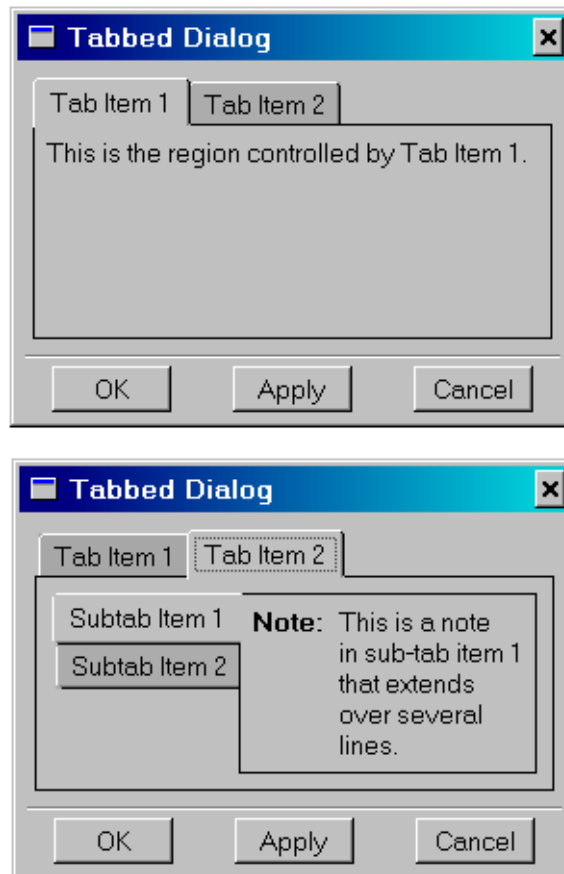 Tabbed Dialog
Tab Item 1 Tab Item 2
This is the region controlled by Tab Item 1.
OK Apply Cancel
Tabbed Dialog
Tab Item 1 Tab Item 2
Subtab Item 1
Subtab Item 2
Note: This is a note
in sub-tab item 1
that extends
over several
lines.
OK Apply Cancel